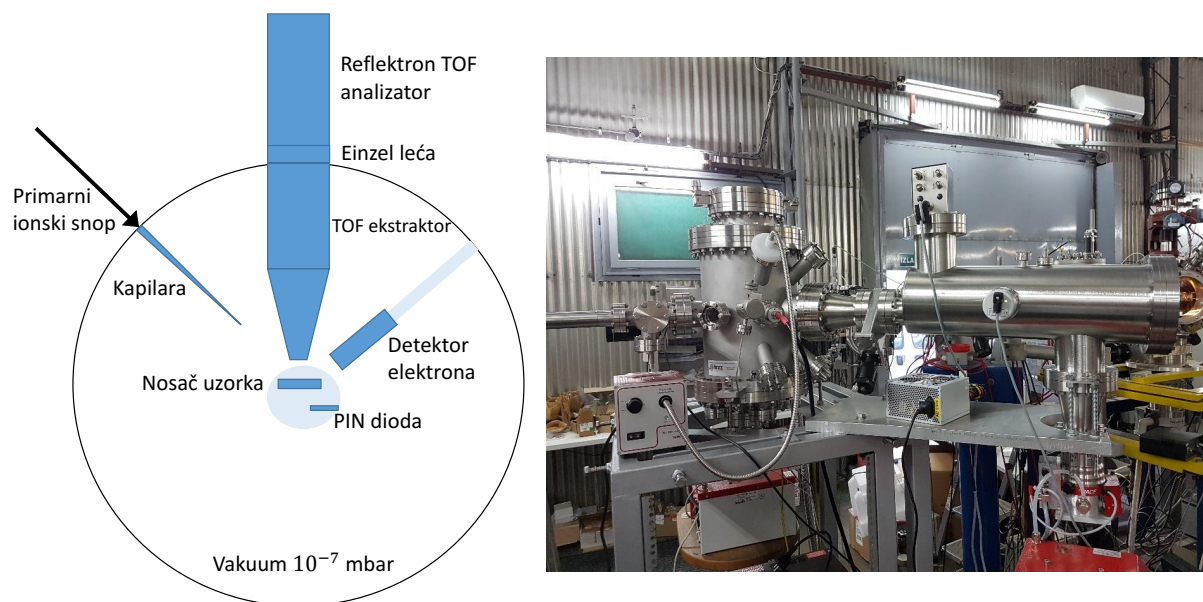 Reflektron TOF
analizator
Einzel leća
Primarni
ionski snop
TOF ekstraktor
Kapilara
Detektor
elektrona
Nosač uzorka
PIN dioda
Vakuum 10⁻⁷ mbar
IZLA